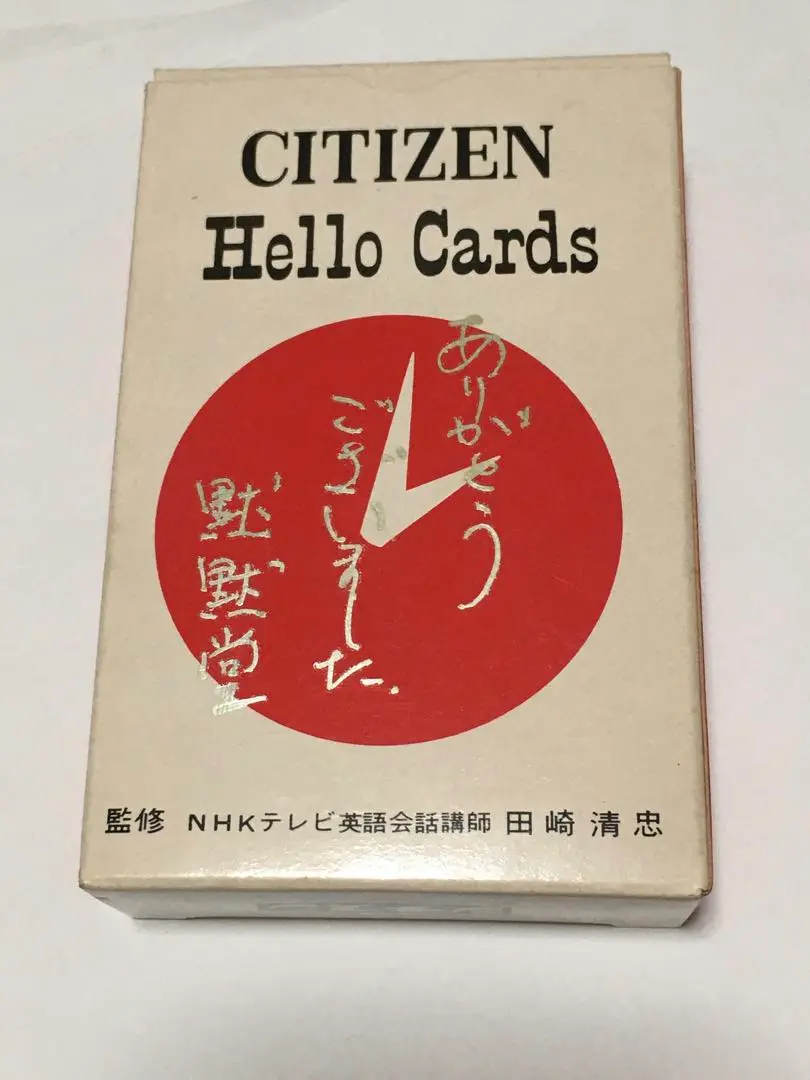 CITIZEN
Hello Cards
ありがとう
ございました.
黙黙堂
監修 NHKテレビ英語会話講師 田崎清忠